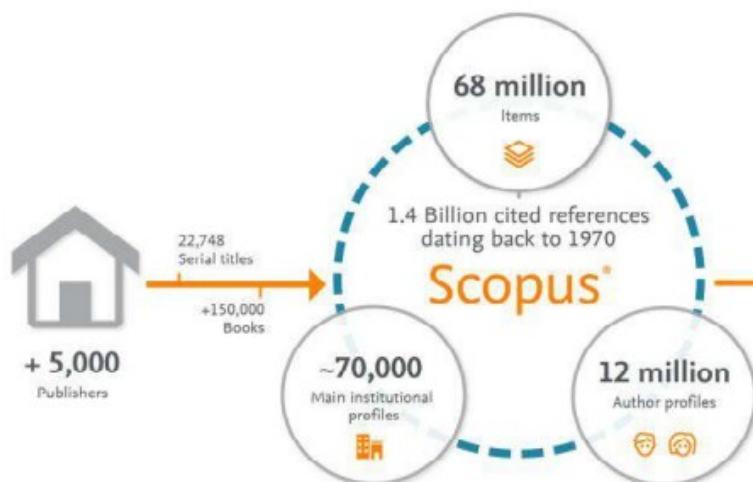 68 million
Items
1.4 Billion cited references
dating back to 1970
Scopus®
22,748
Serial titles
+150,000
Books
+ 5,000
Publishers
~70,000
Main institutional
profiles
12 million
Author profiles